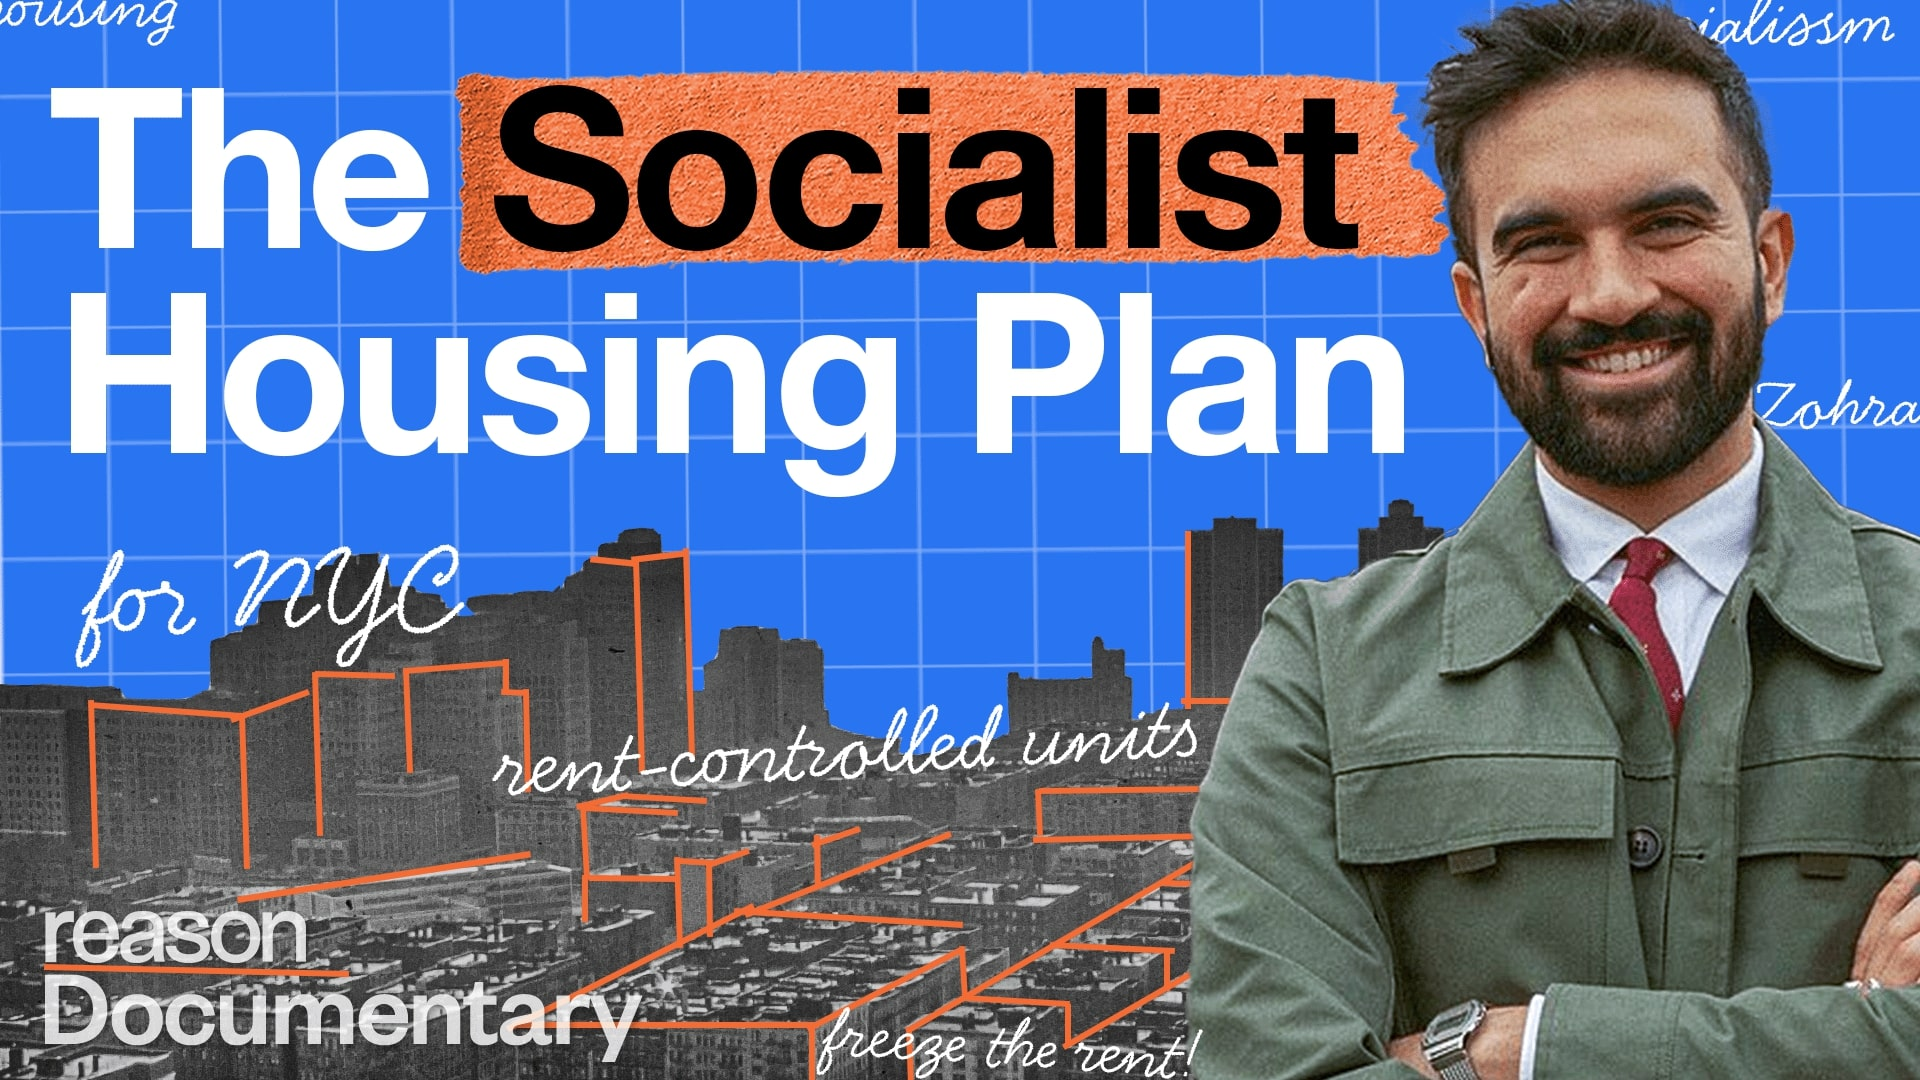 ousing
ialissm
The Socialist
Housing Plan
Zohra
for NYC
rent-controlled units
reason
Documentary
freeze the rent!